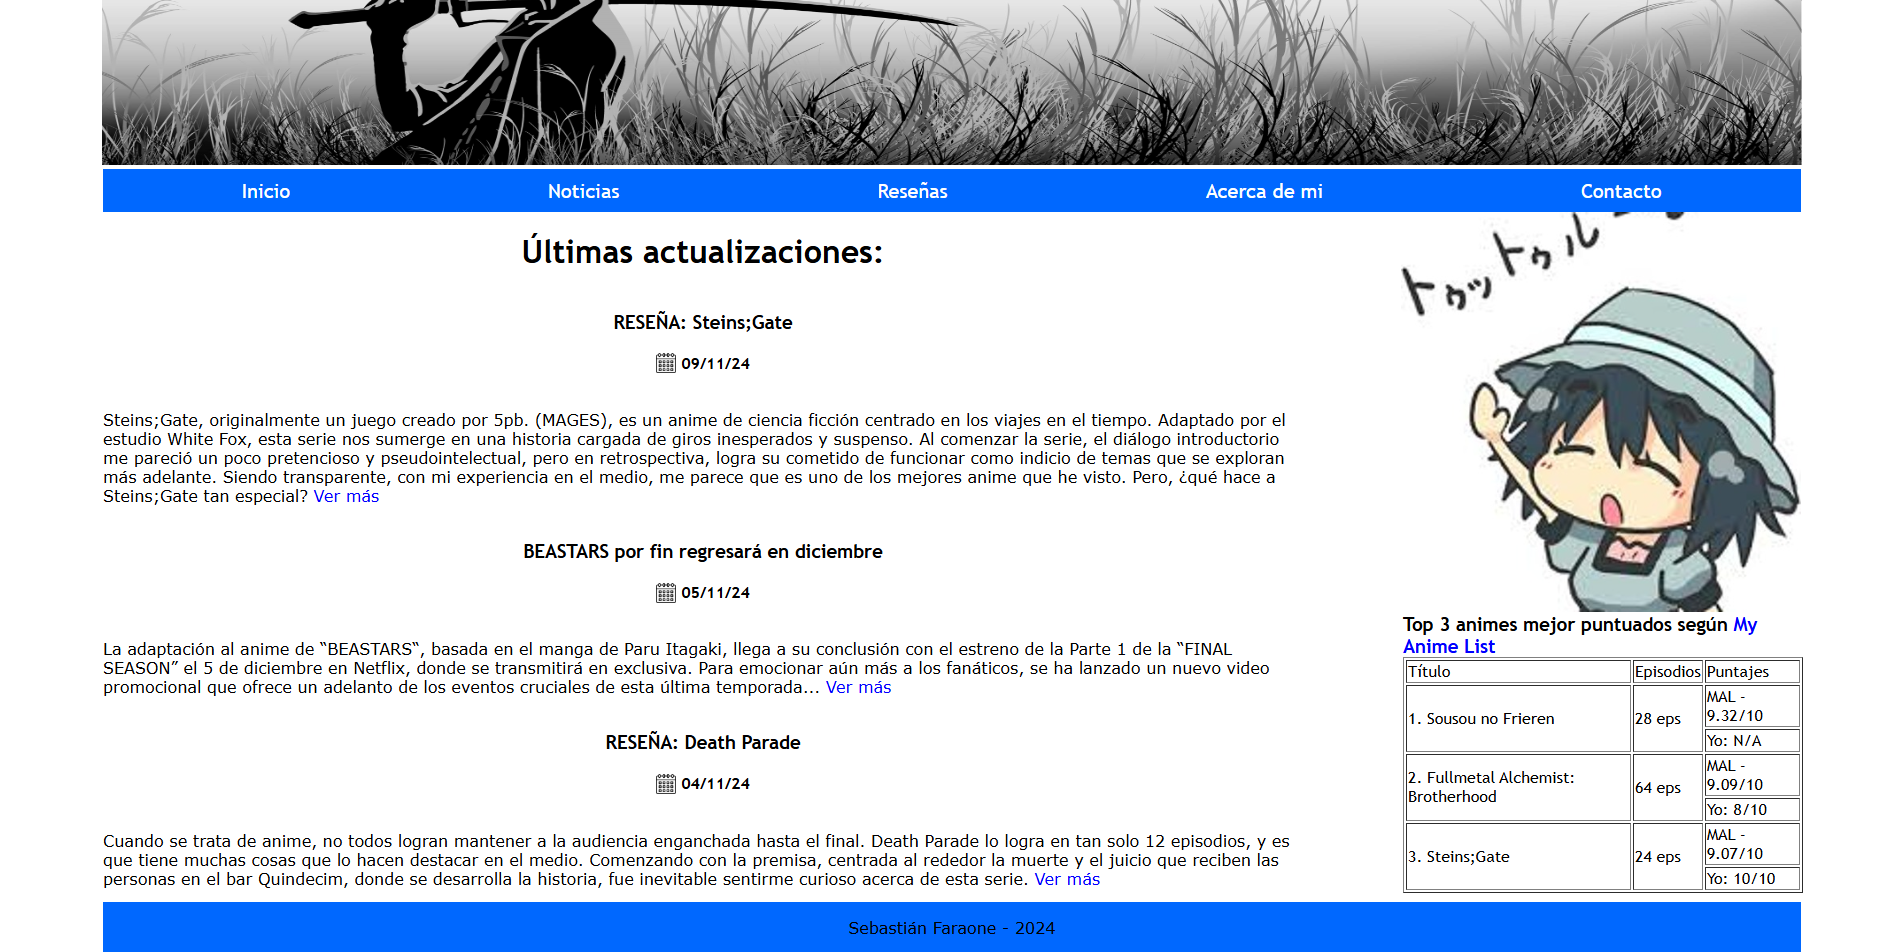 Inicio Noticias Reseñas Acerca de mi Contacto
Últimas actualizaciones:
RESEÑA: Steins;Gate
09/11/24
Steins;Gate, originalmente un juego creado por 5pb. (MAGES), es un anime de ciencia ficción centrado en los viajes en el tiempo. Adaptado por el
estudio White Fox, esta serie nos sumerge en una historia cargada de giros inesperados y suspenso. Al comenzar la serie, el diálogo introductorio
me pareció un poco pretencioso y pseudointelectual, pero en retrospectiva, logra su cometido de funcionar como indicio de temas que se exploran
más adelante. Siendo transparente, con mi experiencia en el medio, me parece que es uno de los mejores anime que he visto. Pero, ¿qué hace a
Steins;Gate tan especial? Ver más
BEASTARS por fin regresará en diciembre
05/11/24
La adaptación al anime de “BEASTARS“, basada en el manga de Paru Itagaki, llega a su conclusión con el estreno de la Parte 1 de la “FINAL
SEASON” el 5 de diciembre en Netflix, donde se transmitirá en exclusiva. Para emocionar aún más a los fanáticos, se ha lanzado un nuevo video
promocional que ofrece un adelanto de los eventos cruciales de esta última temporada... Ver más
RESEÑA: Death Parade
04/11/24
Cuando se trata de anime, no todos logran mantener a la audiencia enganchada hasta el final. Death Parade lo logra en tan solo 12 episodios, y es
que tiene muchas cosas que lo hacen destacar en el medio. Comenzando con la premisa, centrada al rededor la muerte y el juicio que reciben las
personas en el bar Quindecim, donde se desarrolla la historia, fue inevitable sentirme curioso acerca de esta serie. Ver más
トゥットゥルー
Top 3 animes mejor puntuados según My
Anime List
Título Episodios Puntajes
1. Sousou no Frieren 28 eps MAL -
9.32/10
Yo: N/A
2. Fullmetal Alchemist:
Brotherhood 64 eps MAL -
9.09/10
Yo: 8/10
3. Steins;Gate 24 eps MAL -
9.07/10
Yo: 10/10
Sebastián Faraone - 2024